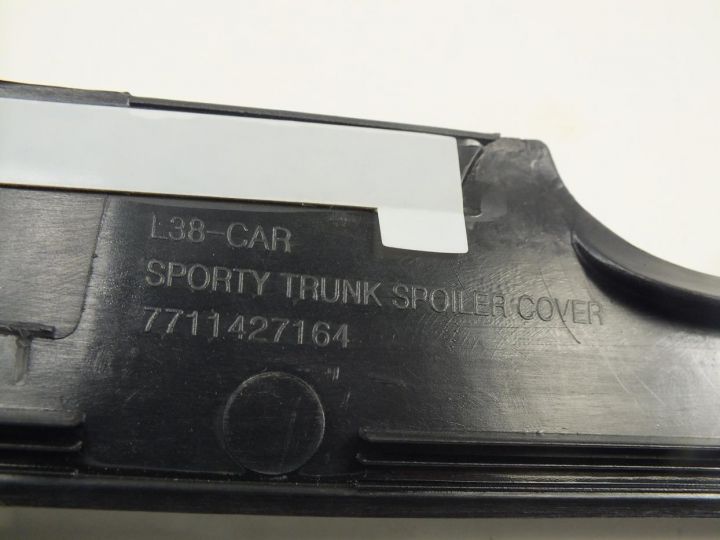 L38-CAR
SPORTY TRUNK SPOILER COVER
7711427164